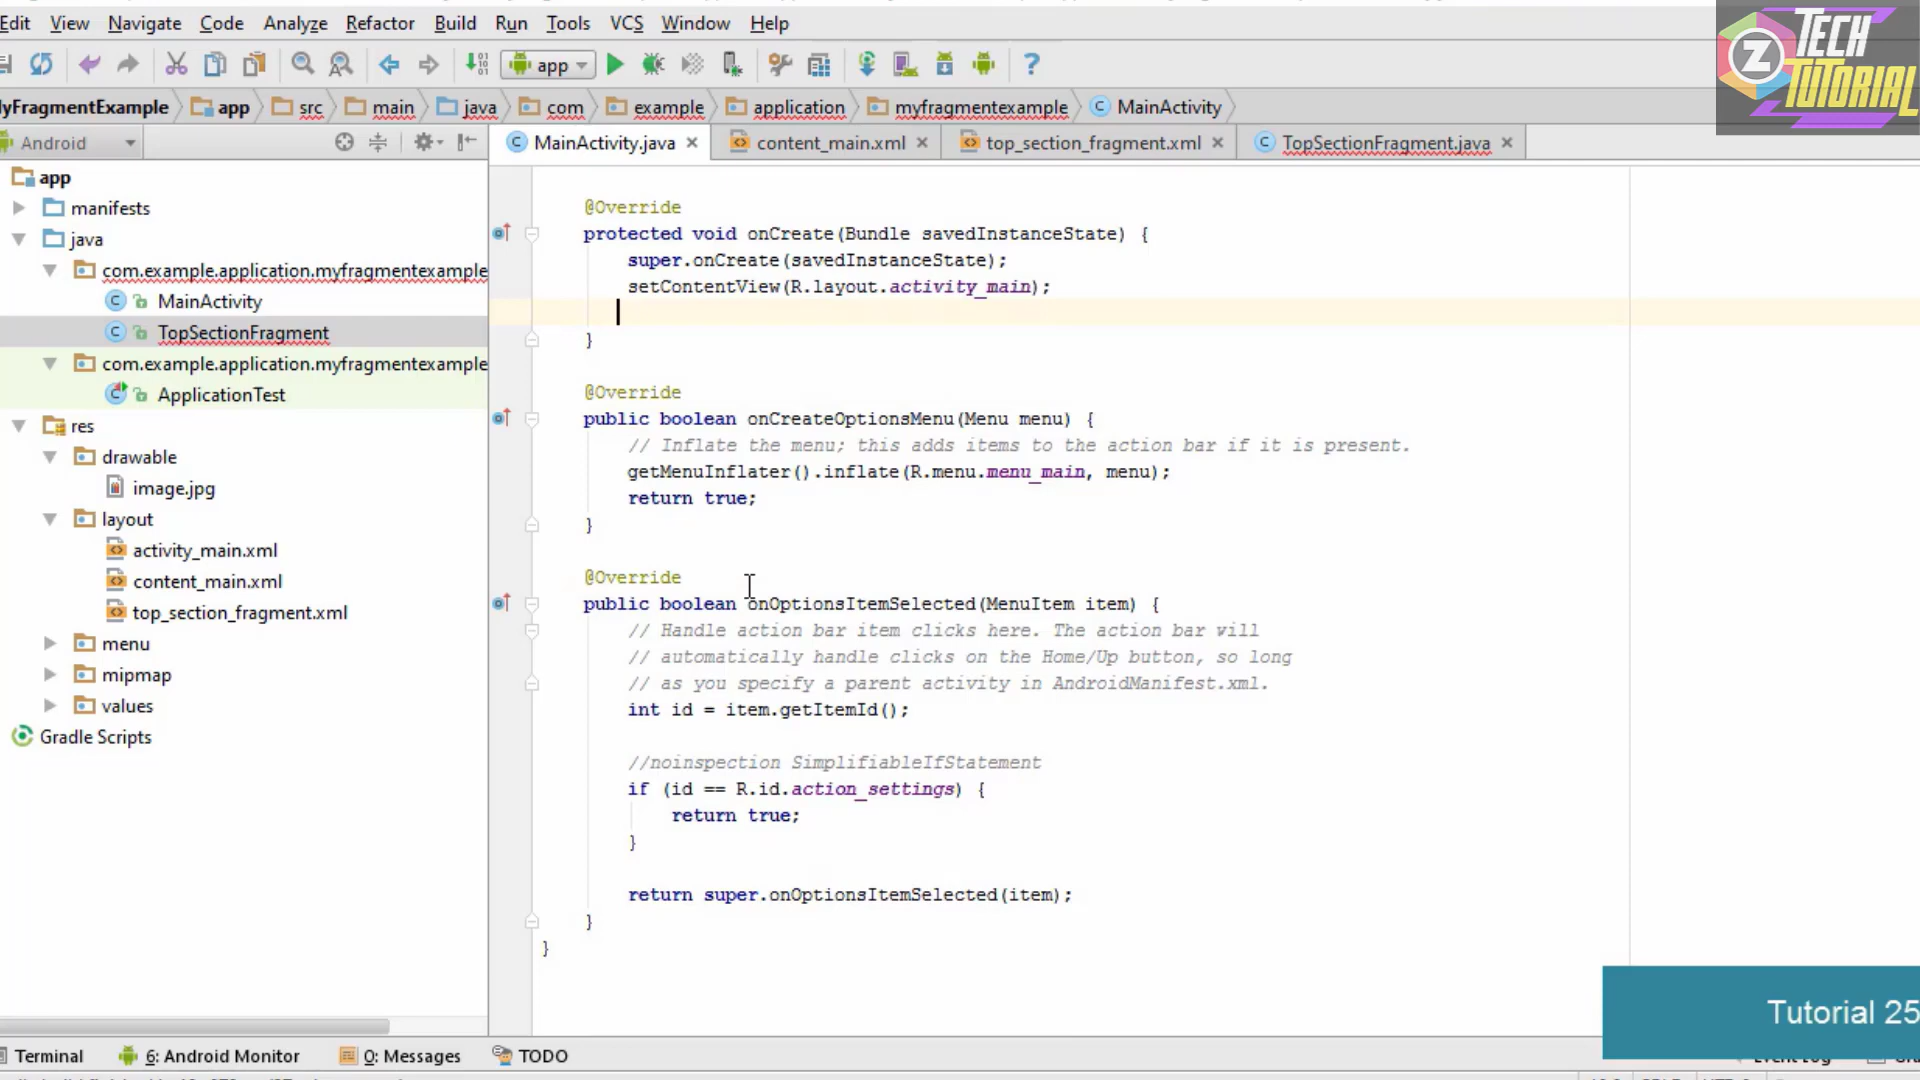 Edit View Navigate Code Analyze Refactor Build Run Tools VCS Window Help
app
MyFragmentExample app src main java com example application myfragmentexample MainActivity
Android
MainActivity.java content_main.xml top_section_fragment.xml TopSectionFragment.java
app
manifests
java
com.example.application.myfragmentexample
MainActivity
TopSectionFragment
com.example.application.myfragmentexample
ApplicationTest
res
drawable
image.jpg
layout
activity_main.xml
content_main.xml
top_section_fragment.xml
menu
mipmap
values
Gradle Scripts
@Override
protected void onCreate(Bundle savedInstanceState) {
super.onCreate(savedInstanceState);
setContentView(R.layout.activity_main);
}
@Override
public boolean onCreateOptionsMenu(Menu menu) {
// Inflate the menu; this adds items to the action bar if it is present.
getMenuInflater().inflate(R.menu.menu_main, menu);
return true;
}
@Override
public boolean onOptionsItemSelected(MenuItem item) {
// Handle action bar item clicks here. The action bar will
// automatically handle clicks on the Home/Up button, so long
// as you specify a parent activity in AndroidManifest.xml.
int id = item.getItemId();
//noinspection SimplifiableIfStatement
if (id == R.id.action_settings) {
return true;
}
return super.onOptionsItemSelected(item);
}
}
Z TECH
TUTORIAL
Tutorial 25
Terminal 6: Android Monitor 0: Messages TODO Event Log